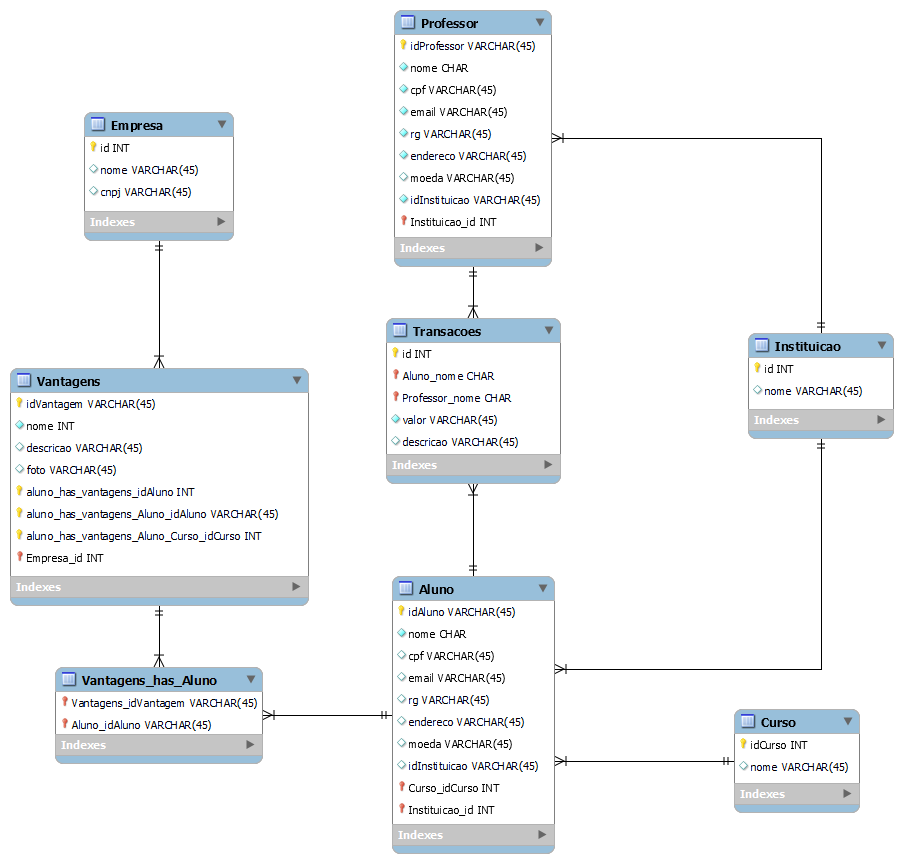 Professor
idProfessor VARCHAR(45)
nome CHAR
cpf VARCHAR(45)
email VARCHAR(45)
rg VARCHAR(45)
endereco VARCHAR(45)
moeda VARCHAR(45)
idInstituicao VARCHAR(45)
Instituicao_id INT
Indexes
Empresa
id INT
nome VARCHAR(45)
cnpj VARCHAR(45)
Indexes
Transacoes
id INT
Aluno_nome CHAR
Professor_nome CHAR
valor VARCHAR(45)
descricao VARCHAR(45)
Indexes
Instituicao
id INT
nome VARCHAR(45)
Indexes
Vantagens
idVantagem VARCHAR(45)
nome INT
descricao VARCHAR(45)
foto VARCHAR(45)
aluno_has_vantagens_idAluno INT
aluno_has_vantagens_Aluno_idAluno VARCHAR(45)
aluno_has_vantagens_Aluno_Curso_idCurso INT
Empresa_id INT
Indexes
Aluno
idAluno VARCHAR(45)
nome CHAR
cpf VARCHAR(45)
email VARCHAR(45)
rg VARCHAR(45)
endereco VARCHAR(45)
moeda VARCHAR(45)
idInstituicao VARCHAR(45)
Curso_idCurso INT
Instituicao_id INT
Indexes
Vantagens_has_Aluno
Vantagens_idVantagem VARCHAR(45)
Aluno_idAluno VARCHAR(45)
Indexes
Curso
idCurso INT
nome VARCHAR(45)
Indexes